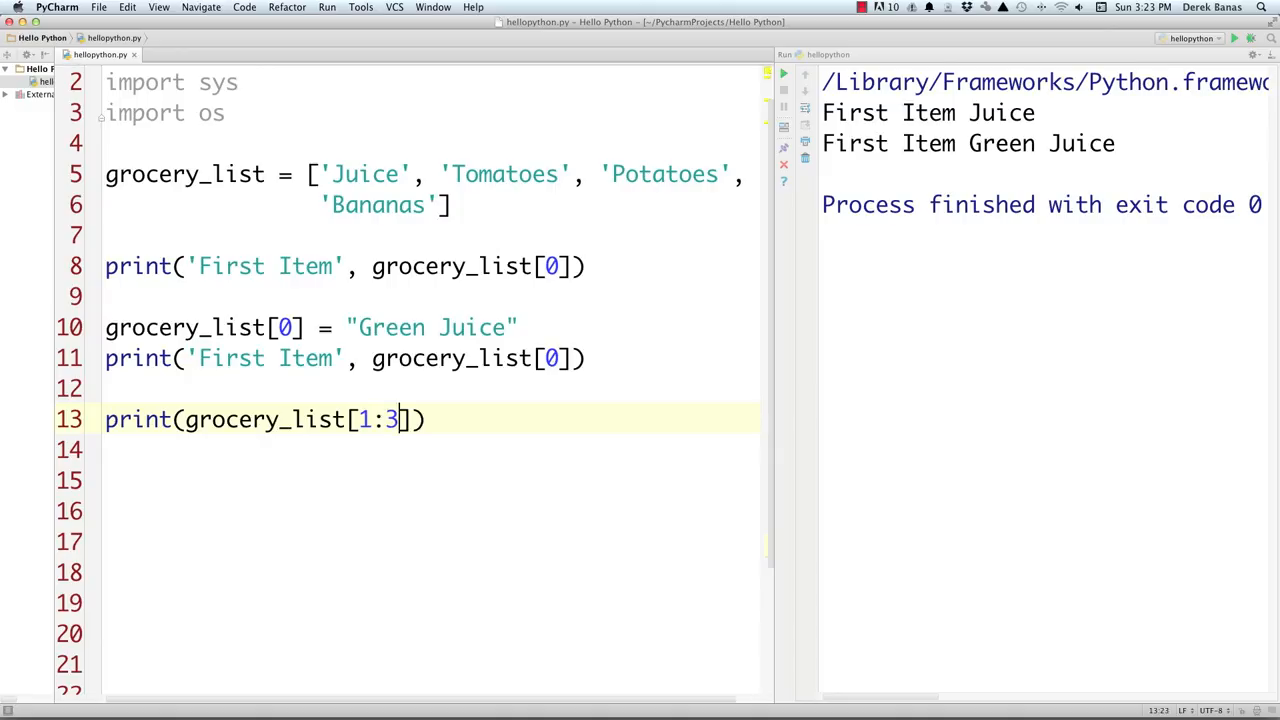 PyCharm File Edit View Navigate Code Refactor Run Tools VCS Window Help 10 Sun 3:23 PM Derek Banas
hellopython.py - Hello Python - [~/PycharmProjects/Hello Python]
Hello Python hellopython.py hellopython
hellopython.py Run hellopython
Hello P
hell
Extern
2 import sys
3 import os
4
5 grocery_list = ['Juice', 'Tomatoes', 'Potatoes',
6 'Bananas']
7
8 print('First Item', grocery_list[0])
9
10 grocery_list[0] = "Green Juice"
11 print('First Item', grocery_list[0])
12
13 print(grocery_list[1:3])
14
15
16
17
18
19
20
21
22
/Library/Frameworks/Python.framewo
First Item Juice
First Item Green Juice
Process finished with exit code 0
13:23 LF UTF-8